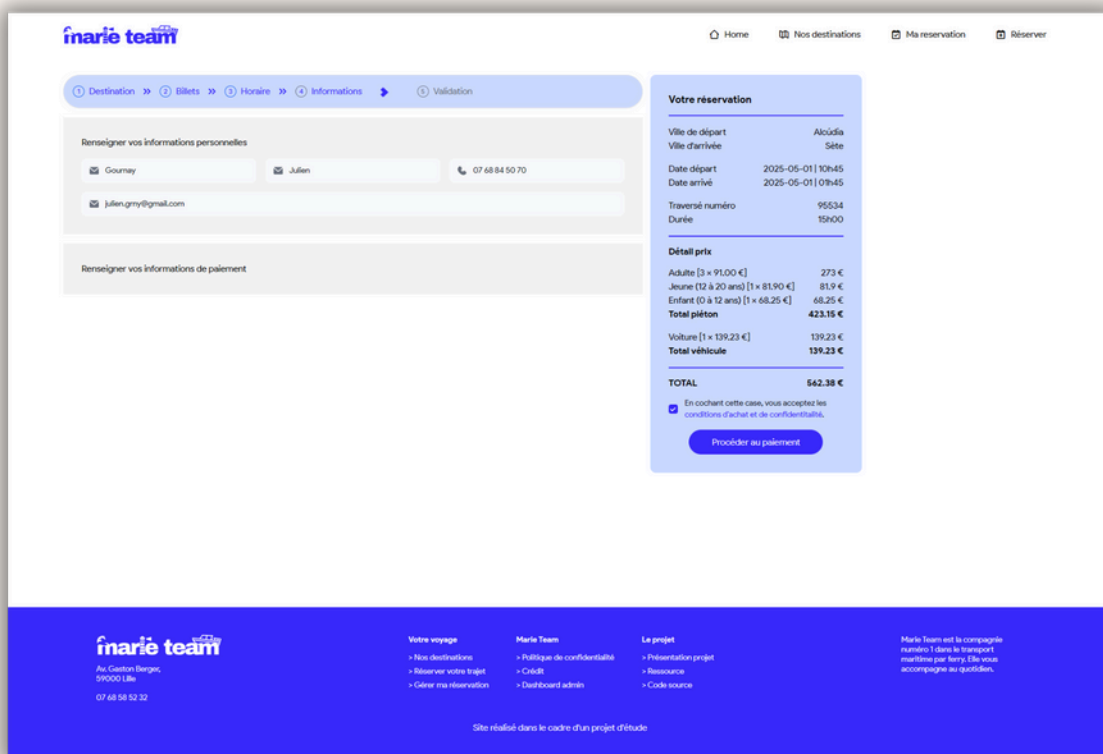 marie team
Home Nos destinations Ma reservation Réserver
1 Destination » 2 Billets » 3 Horaire » 4 Informations 5 Validation
Renseigner vos informations personnelles
Gournay Julien 07 68 84 50 70
julien.grny@gmail.com
Renseigner vos informations de paiement
Votre réservation
Ville de départ Alcúdia
Ville d'arrivée Sète
Date départ 2025-05-01 | 10h45
Date arrivé 2025-05-01 | 01h45
Traversé numéro 95534
Durée 15h00
Détail prix
Adulte [3 × 91.00 €] 273 €
Jeune (12 à 20 ans) [1 × 81.90 €] 81.9 €
Enfant (0 à 12 ans) [1 × 68.25 €] 68.25 €
Total piéton 423.15 €
Voiture [1 × 139.23 €] 139.23 €
Total véhicule 139.23 €
TOTAL 562.38 €
En cochant cette case, vous acceptez les
conditions d'achat et de confidentitalité.
Procéder au paiement
marie team
Av. Gaston Berger,
59000 Lille
07 68 58 52 32
Votre voyage
> Nos destinations
> Réserver votre trajet
> Gérer ma réservation
Marie Team
> Politique de confidentialité
> Crédit
> Dashboard admin
Le projet
> Présentation projet
> Ressource
> Code source
Marie Team est la compagnie
numéro 1 dans le transport
maritime par ferry. Elle vous
accompagne au quotidien.
Site réalisé dans le cadre d'un projet d'étude